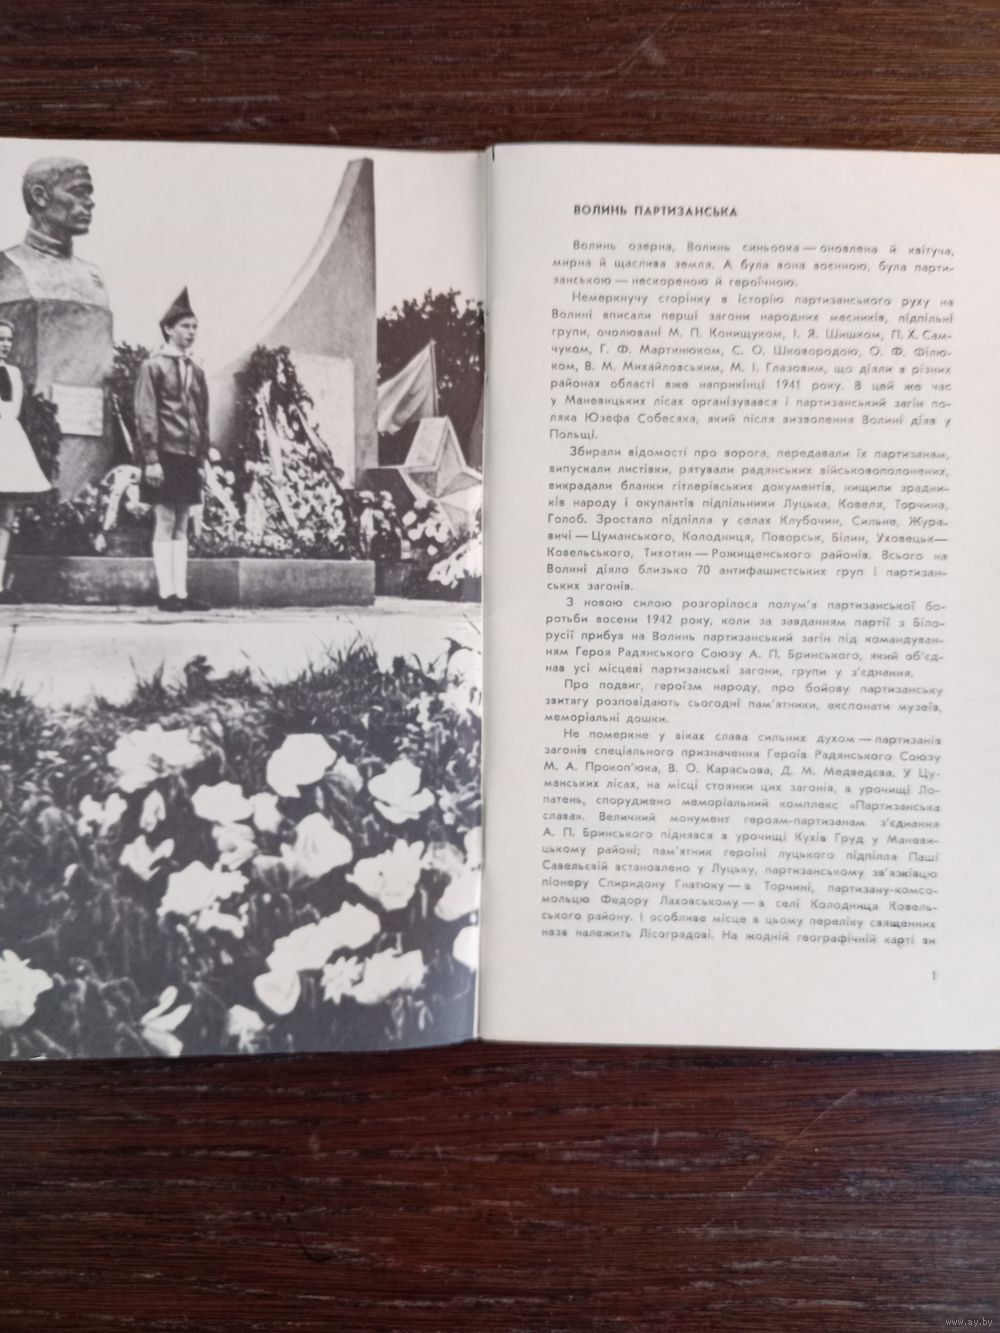 ВОЛИНЬ ПАРТИЗАНСЬКА
Волинь озерна, Волинь синьоока — оновлена й квітуча,
мирна й щаслива земля. А була вона воєнною, була парти-
занською — нескореною й героїчною.
Немеркнучу сторінку в історію партизанського руху на
Волині вписали перші загони народних месників, підпільні
групи, очолювані М. П. Конищуком, І. Я. Шишком, П. Х. Сам-
чуком, Г. Ф. Мартинюком, С. О. Шковородою, О. Ф. Філю-
ком, В. М. Михайловським, М. І. Глазовим, що діяли в різних
районах області вже наприкінці 1941 року. В цей же час
у Маневицьких лісах організувався і партизанський загін по-
ляка Юзефа Собесяка, який після визволення Волині діяв у
Польщі.
Збирали відомості про ворога, передавали їх партизанам,
випускали листівки, рятували радянських військовополонених,
викрадали бланки гітлерівських документів, нищили зрадни-
ків народу і окупантів підпільники Луцька, Ковеля, Торчина,
Голоб. Зростало підпілля у селах Клубочин, Сильне, Жура-
вичі — Цуманського, Колодниця, Поворськ, Білин, Уховецьк—
Ковельського, Тихотин — Рожищенського районів. Всього на
Волині діяло близько 70 антифашистських груп і партизан-
ських загонів.
З новою силою розгорілося полум'я партизанської бо-
ротьби восени 1942 року, коли за завданням партії з Біло-
русії прибув на Волинь партизанський загін під командуван-
ням Героя Радянського Союзу А. П. Бринського, який об'єд-
нав усі місцеві партизанські загони, групи у з'єднання.
Про подвиг, героїзм народу, про бойову партизанську
звитягу розповідають сьогодні пам'ятники, експонати музеїв,
меморіальні дошки.
Не померкне у віках слава сильних духом — партизанів
загонів спеціального призначення Героїв Радянського Союзу
М. А. Прокоп'юка, В. О. Карасьова, Д. М. Медведєва. У Цу-
манських лісах, на місці стоянки цих загонів, в урочищі Ло-
патень, споруджено меморіальний комплекс «Партизанська
слава». Величний монумент героям-партизанам з'єднання
А. П. Бринського піднявся в урочищі Кухів Груд у Маневи-
цькому районі; пам'ятник героїні луцького підпілля Паші
Савельєвій встановлено у Луцьку, партизанському зв'язківцю
піонеру Спиридону Гнатюку — в Торчині, партизану-комсо-
мольцю Федору Лаховському — в селі Колодниця Ковель-
ського району. І особливе місце в цьому переліку священних
назв належить Лісоградові. На жодній географічній карті ви
1
www.ay.by